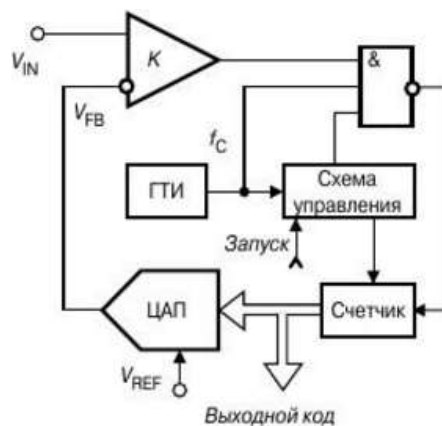 V_IN
K
&
V_FB
f_C
ГТИ
Схема
управления
Запуск
ЦАП
Счетчик
V_REF
Выходной код